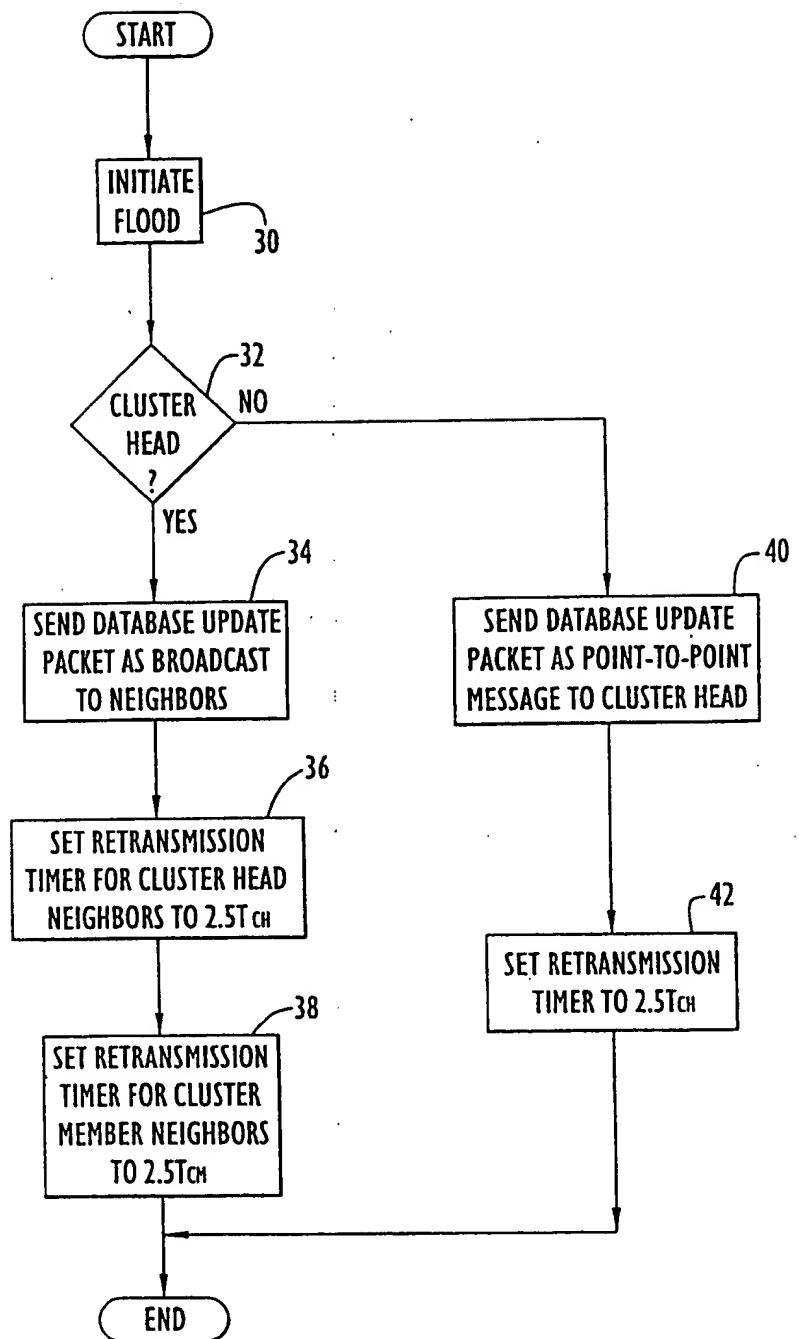 START
INITIATE
FLOOD
30
32
CLUSTER
HEAD
?
NO
YES
34
SEND DATABASE UPDATE
PACKET AS BROADCAST
TO NEIGHBORS
40
SEND DATABASE UPDATE
PACKET AS POINT-TO-POINT
MESSAGE TO CLUSTER HEAD
36
SET RETRANSMISSION
TIMER FOR CLUSTER HEAD
NEIGHBORS TO 2.5TCH
42
SET RETRANSMISSION
TIMER TO 2.5TCH
38
SET RETRANSMISSION
TIMER FOR CLUSTER
MEMBER NEIGHBORS
TO 2.5TCM
END